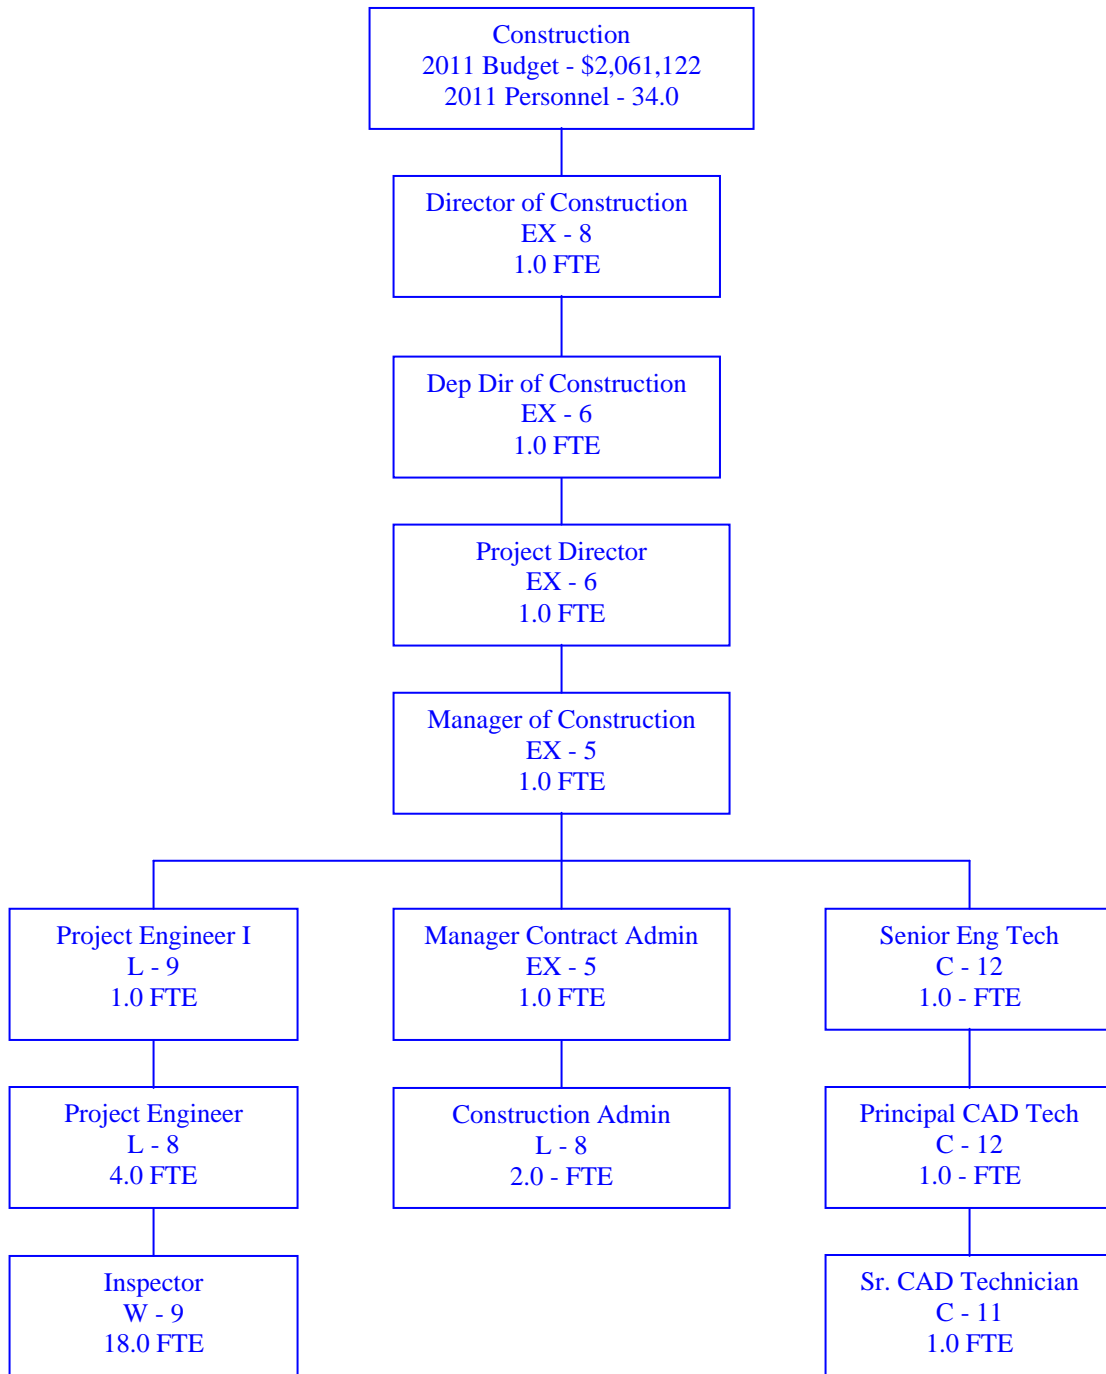 Construction
2011 Budget - $2,061,122
2011 Personnel - 34.0
Director of Construction
EX - 8
1.0 FTE
Dep Dir of Construction
EX - 6
1.0 FTE
Project Director
EX - 6
1.0 FTE
Manager of Construction
EX - 5
1.0 FTE
Project Engineer I
L - 9
1.0 FTE
Manager Contract Admin
EX - 5
1.0 FTE
Senior Eng Tech
C - 12
1.0 - FTE
Project Engineer
L - 8
4.0 FTE
Construction Admin
L - 8
2.0 - FTE
Principal CAD Tech
C - 12
1.0 - FTE
Inspector
W - 9
18.0 FTE
Sr. CAD Technician
C - 11
1.0 FTE